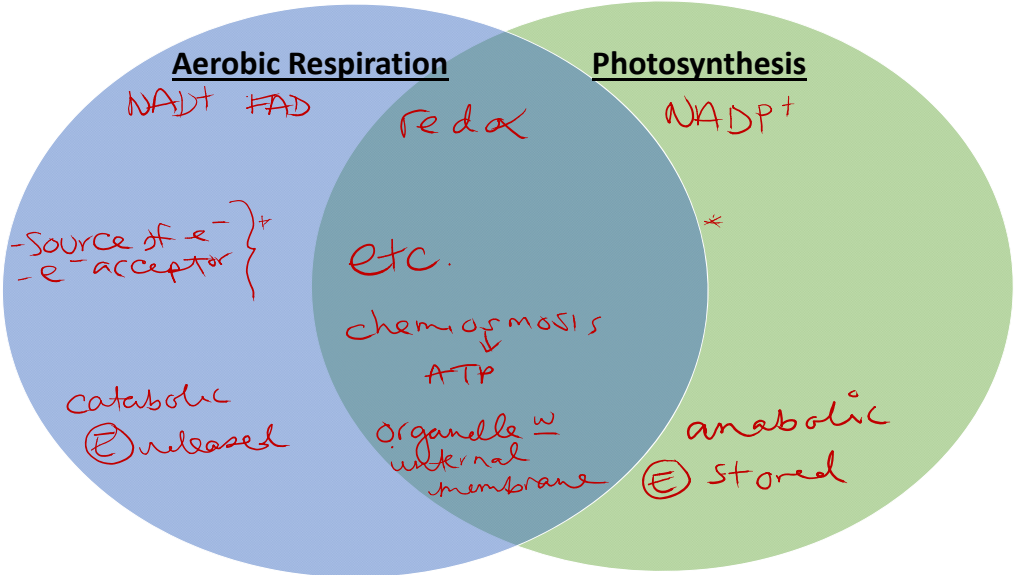 Aerobic Respiration
Photosynthesis
NAD+ FAD
redox
NADP+
-Source of e⁻
-e⁻ acceptor
*
*
etc.
chemiosmosis
↓
ATP
catabolic
E released
organelle w
internal
membrane
anabolic
E stored